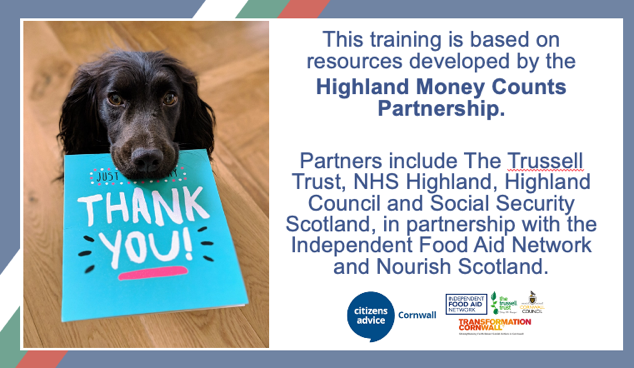 JUST
THANK
YOU!
This training is based on
resources developed by the
Highland Money Counts
Partnership.
Partners include The Trussell
Trust, NHS Highland, Highland
Council and Social Security
Scotland, in partnership with the
Independent Food Aid Network
and Nourish Scotland.
citizens
advice
Cornwall
INDEPENDENT
FOOD AID
NETWORK
the
trussell
trust
CORNWALL
COUNCIL
TRANSFORMATION
CORNWALL